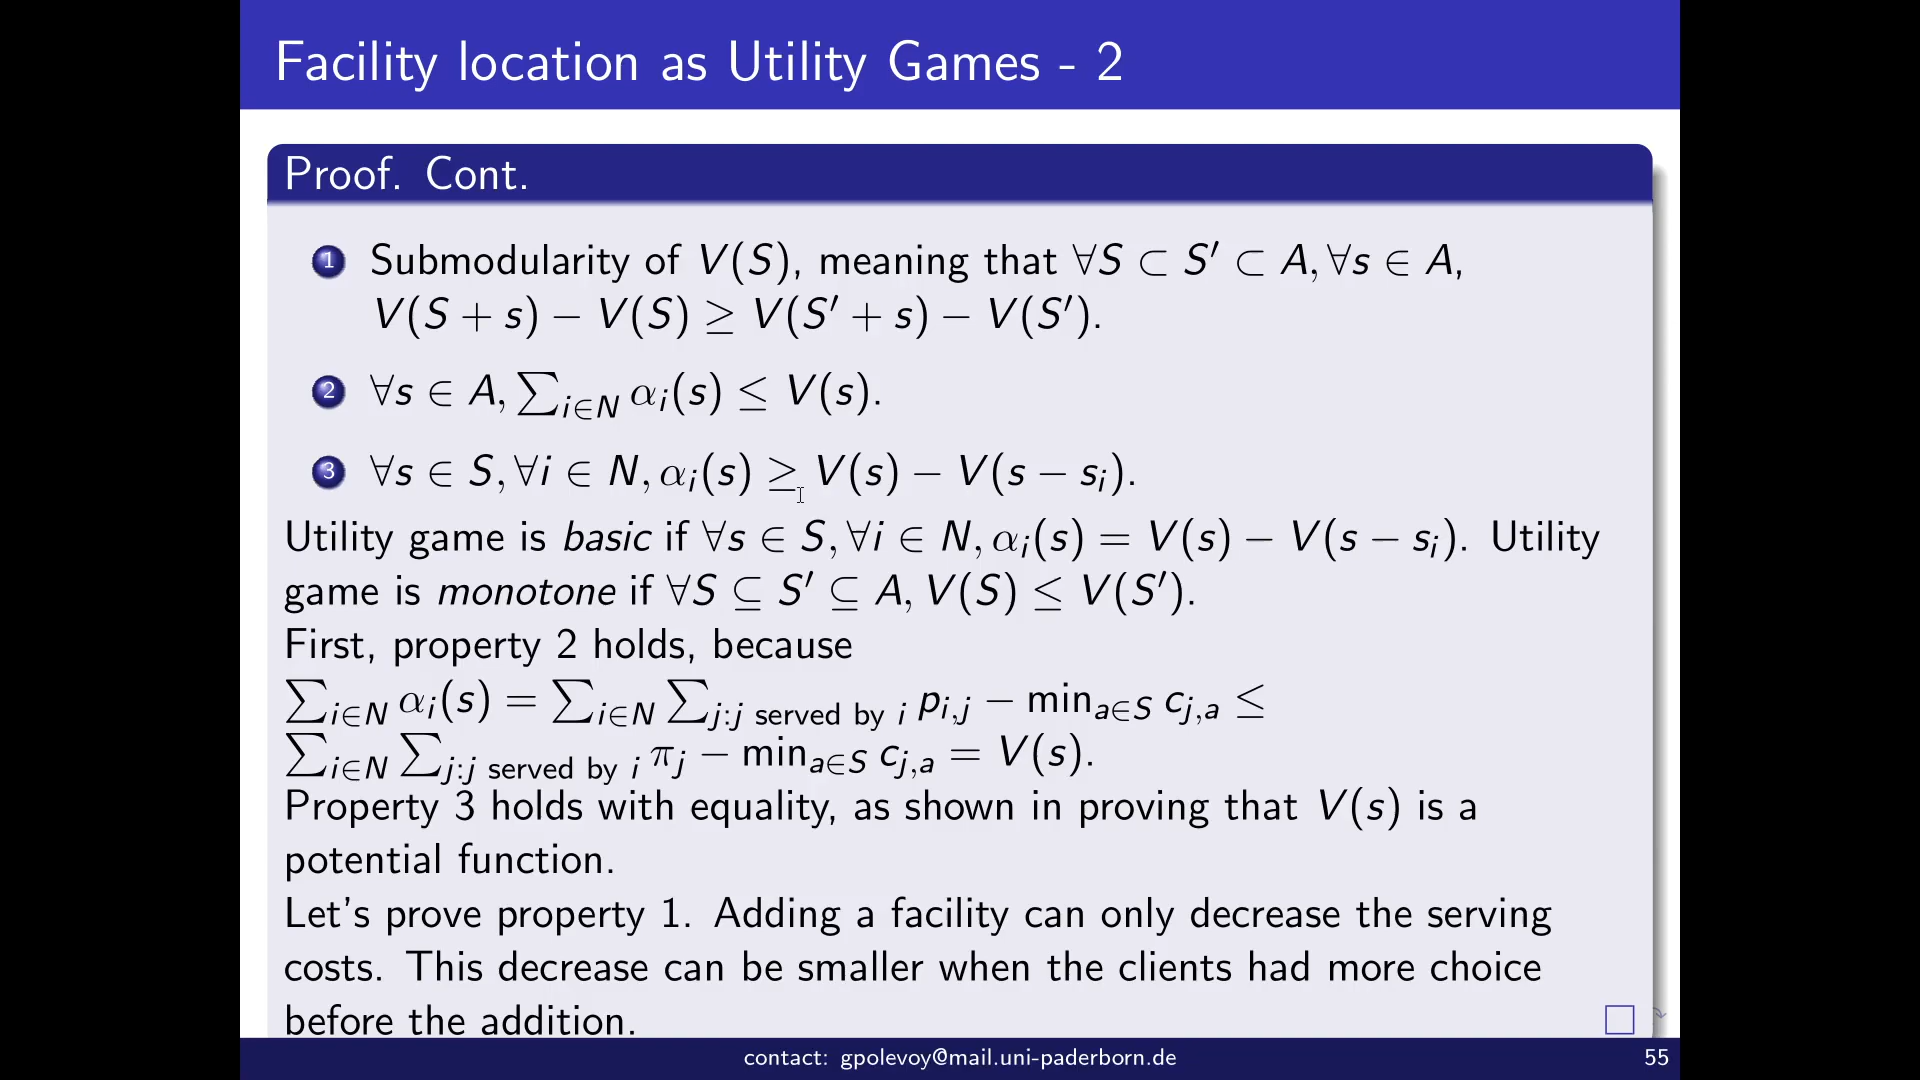 Facility location as Utility Games - 2
Proof. Cont.
1 Submodularity of V(S), meaning that ∀S ⊂ S′ ⊂ A, ∀s ∈ A,
V(S + s) − V(S) ≥ V(S′ + s) − V(S′).
2 ∀s ∈ A, ∑_{i∈N} α_i(s) ≤ V(s).
3 ∀s ∈ S, ∀i ∈ N, α_i(s) ≥ V(s) − V(s − s_i).
Utility game is basic if ∀s ∈ S, ∀i ∈ N, α_i(s) = V(s) − V(s − s_i). Utility
game is monotone if ∀S ⊆ S′ ⊆ A, V(S) ≤ V(S′).
First, property 2 holds, because
∑_{i∈N} α_i(s) = ∑_{i∈N} ∑_{j:j served by i} p_{i,j} − min_{a∈S} c_{j,a} ≤
∑_{i∈N} ∑_{j:j served by i} π_j − min_{a∈S} c_{j,a} = V(s).
Property 3 holds with equality, as shown in proving that V(s) is a
potential function.
Let's prove property 1. Adding a facility can only decrease the serving
costs. This decrease can be smaller when the clients had more choice
before the addition.
contact: gpolevoy@mail.uni-paderborn.de
55